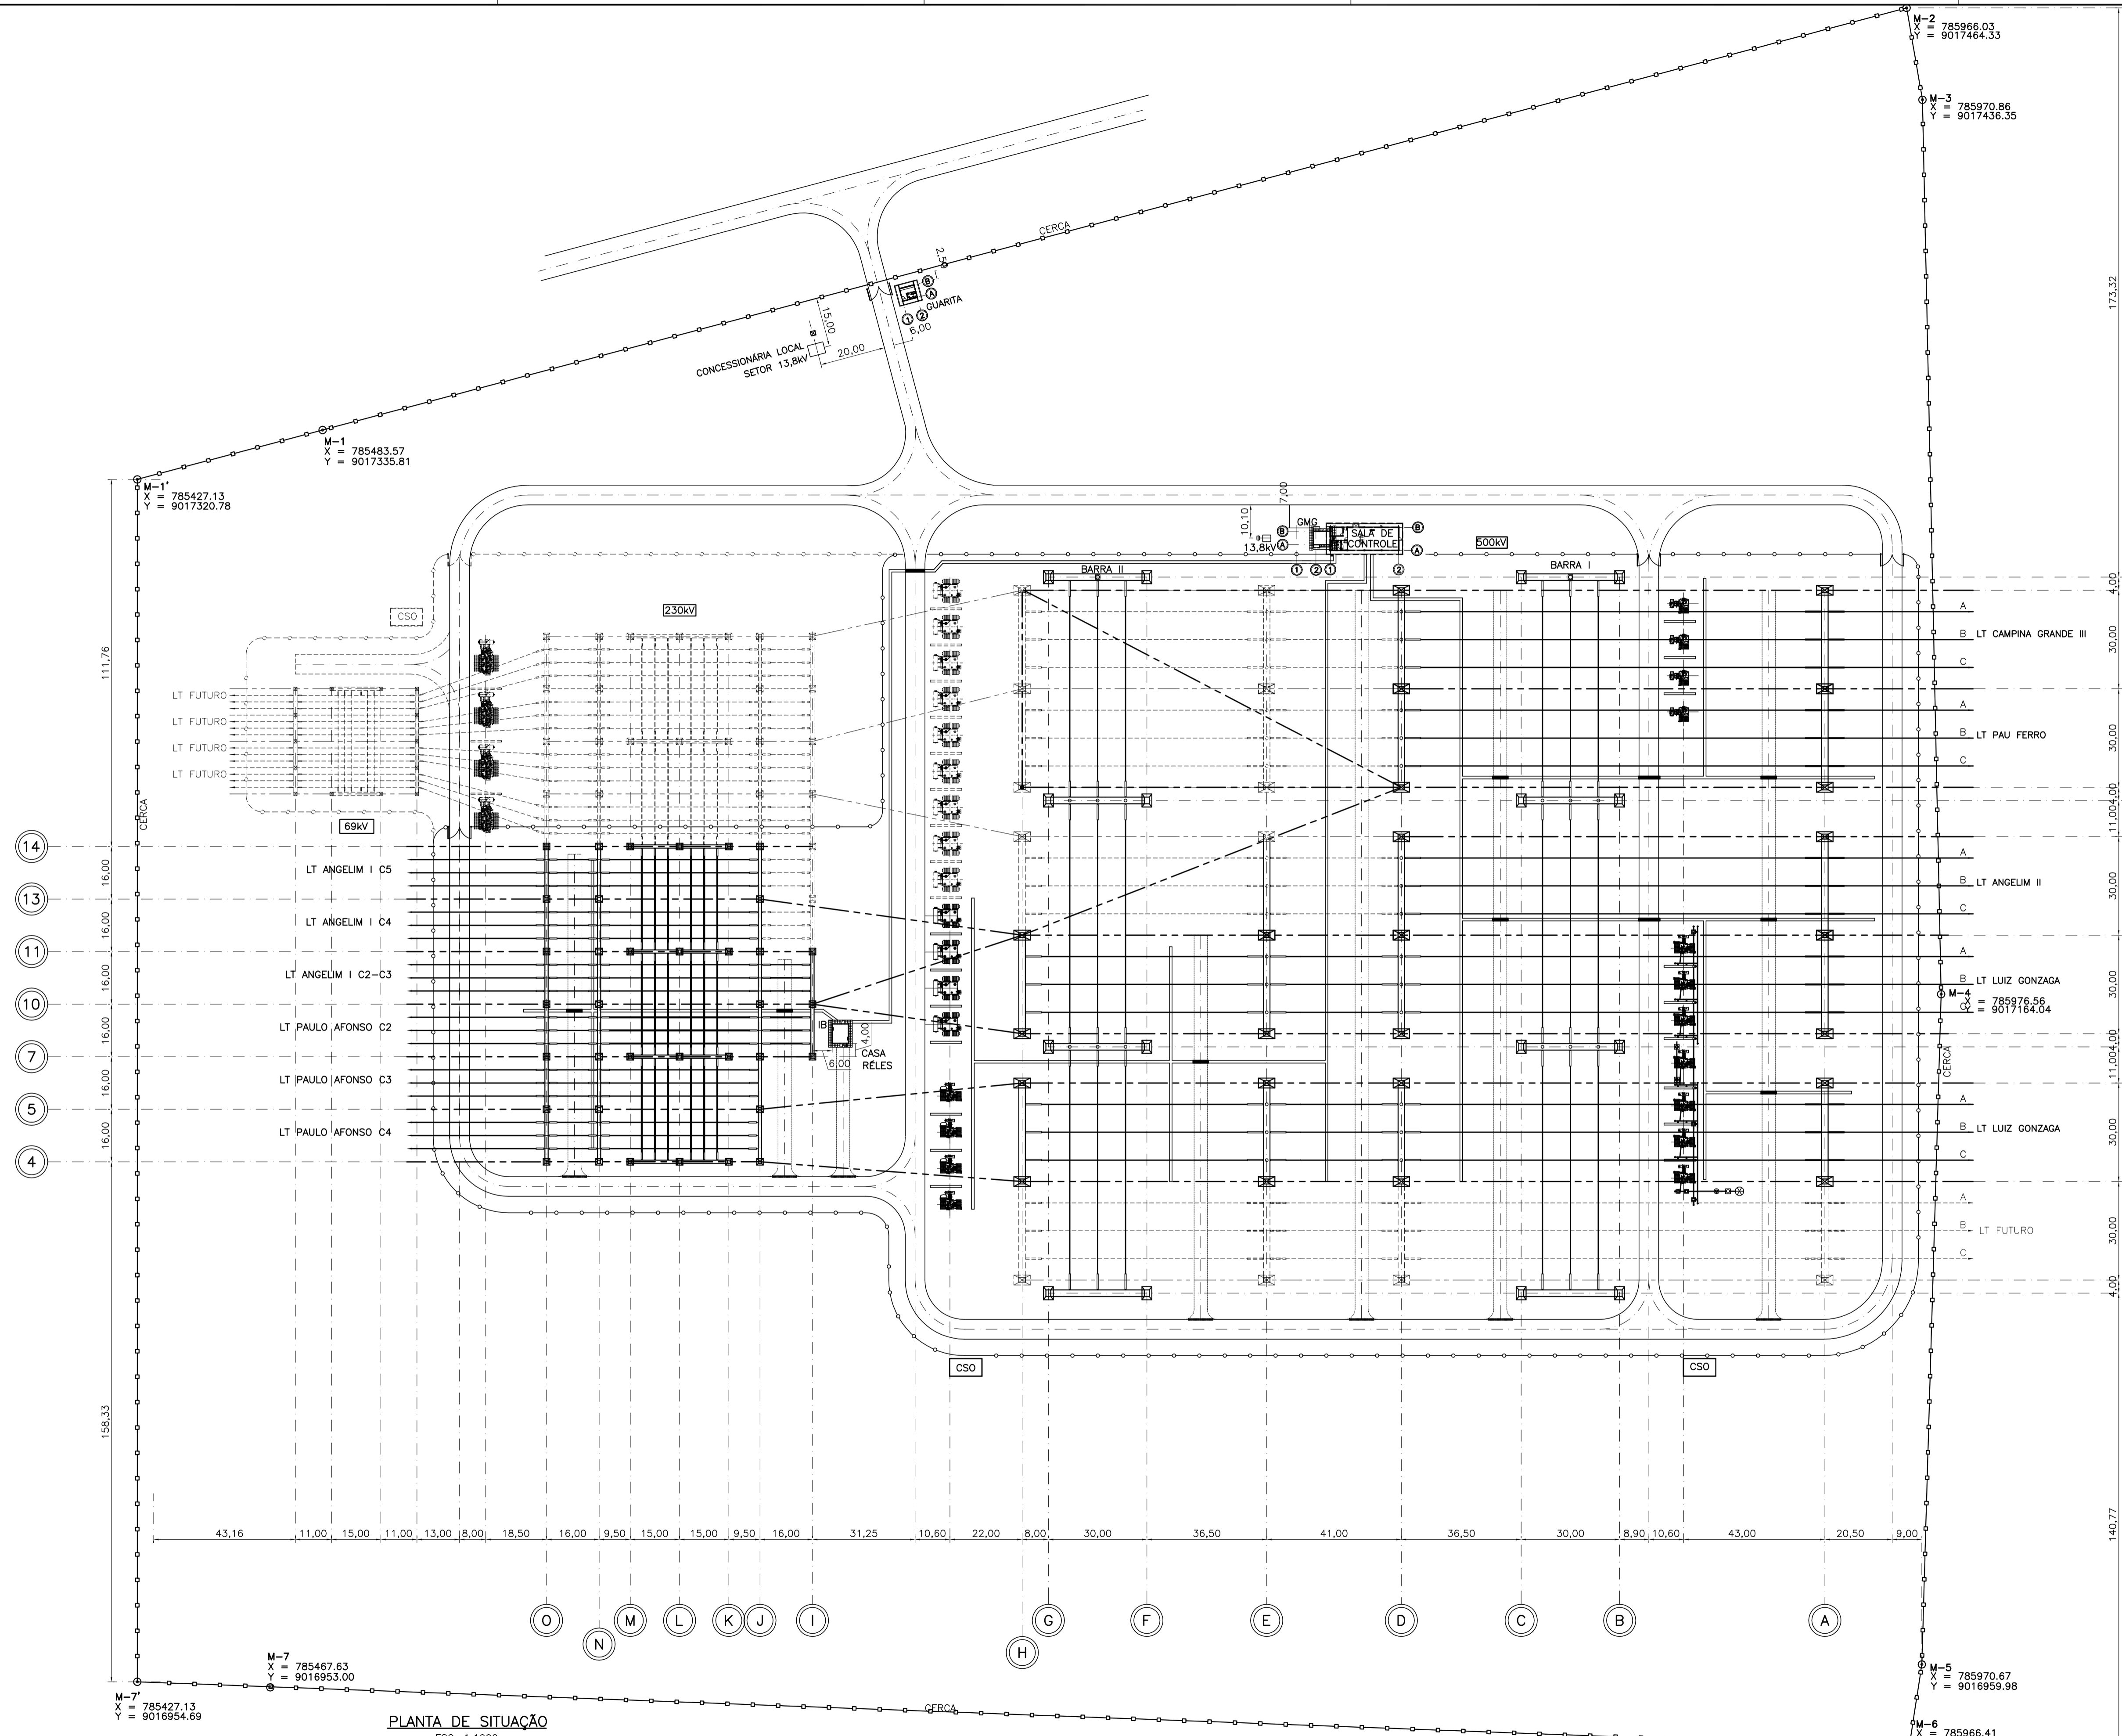 M-2
X = 785966.03
Y = 9017464.33
M-3
X = 785970.86
Y = 9017436.35
173,32
CERCA
2,50
B
A
GUARITA
1
2
6,00
15,00
20,00
CONCESSIONÁRIA LOCAL
SETOR 13,8kV
M-1
X = 785483.57
Y = 9017335.81
M-1'
X = 785427.13
Y = 9017320.78
7,00
10,10
GMG
B
A
13,8kV
SALA DE
CONTROLE
B
A
1
2
1
2
500kV
BARRA II
BARRA I
230kV
CSO
111,76
CERCA
LT FUTURO
LT FUTURO
LT FUTURO
LT FUTURO
69kV
4,00
A
B LT CAMPINA GRANDE III
C
30,00
A
B LT PAU FERRO
C
30,00
4,00
11,00
A
B LT ANGELIM II
C
30,00
A
B LT LUIZ GONZAGA
C
30,00
M-4
X = 785976.56
Y = 9017164.04
4,00
11,00
CERCA
A
B LT LUIZ GONZAGA
C
30,00
A
B LT FUTURO
C
30,00
4,00
14
LT ANGELIM I C5
16,00
13
LT ANGELIM I C4
16,00
11
LT ANGELIM I C2-C3
16,00
10
LT PAULO AFONSO C2
16,00
7
LT PAULO AFONSO C3
16,00
5
LT PAULO AFONSO C4
16,00
4
IB
4,00
CASA
RELÉS
6,00
CSO
CSO
158,33
140,77
43,16
11,00
15,00
11,00
13,00
8,00
18,50
16,00
9,50
15,00
15,00
9,50
16,00
31,25
10,60
22,00
8,00
30,00
36,50
41,00
36,50
30,00
8,90
10,60
43,00
20,50
9,00
O
N
M
L
K
J
I
H
G
F
E
D
C
B
A
M-7
X = 785467.63
Y = 9016953.00
M-7'
X = 785427.13
Y = 9016954.69
CERCA
M-5
X = 785970.67
Y = 9016959.98
M-6
X = 785966.41
PLANTA DE SITUAÇÃO